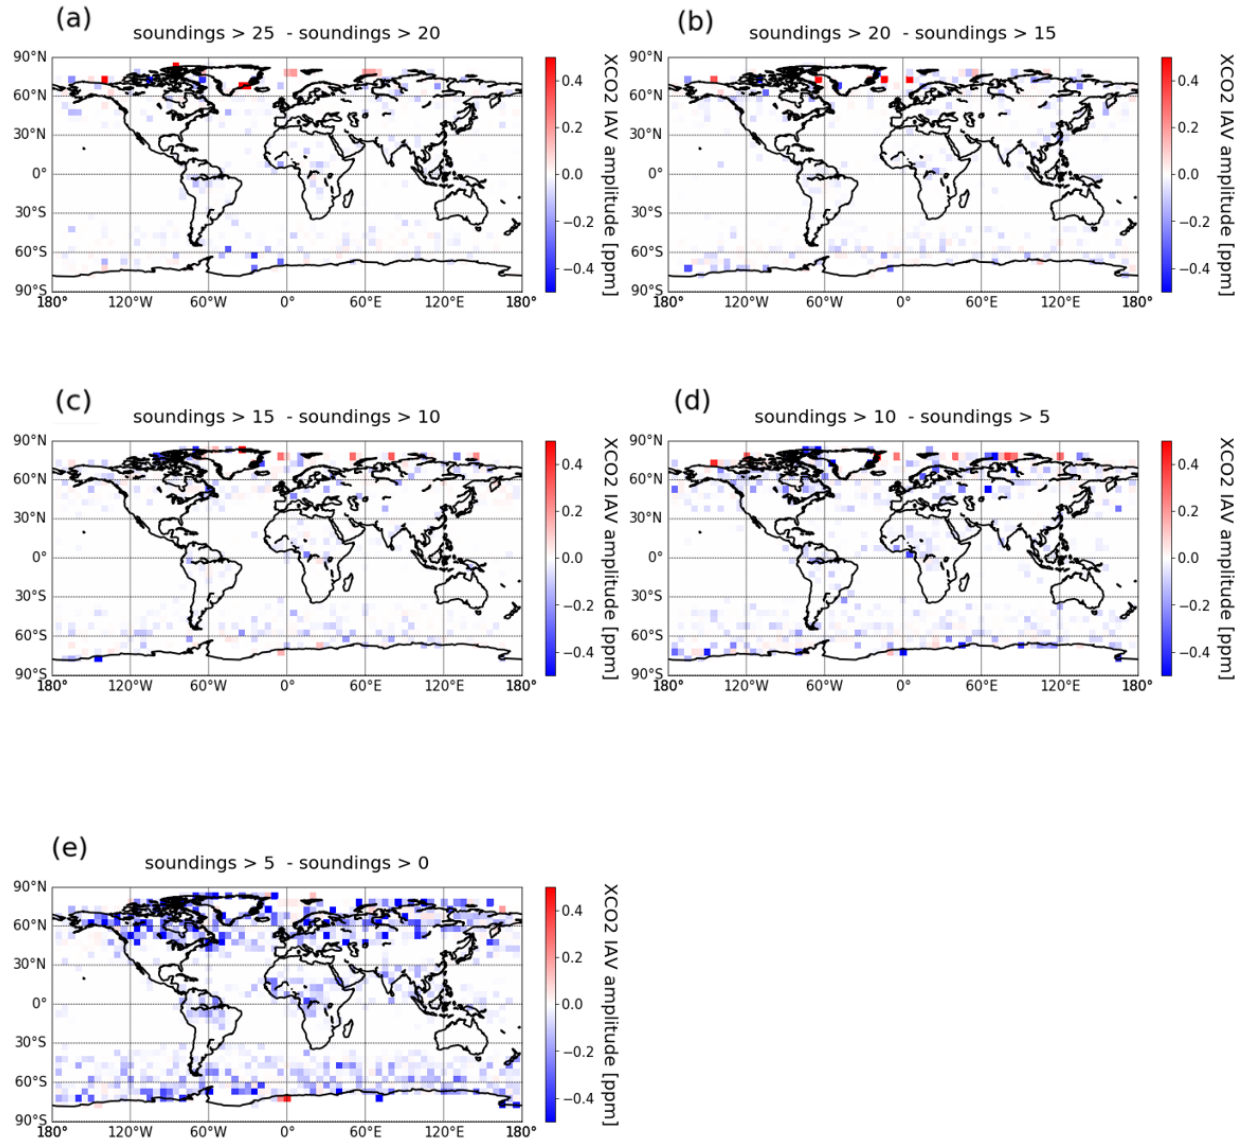 (a)
soundings > 25 - soundings > 20
90°N
60°N
30°N
0°
30°S
60°S
90°S
180° 120°W 60°W 0° 60°E 120°E 180°
0.4
0.2
0.0
−0.2
−0.4
XCO2 IAV amplitude [ppm]
(b)
soundings > 20 - soundings > 15
90°N
60°N
30°N
0°
30°S
60°S
90°S
180° 120°W 60°W 0° 60°E 120°E 180°
0.4
0.2
0.0
−0.2
−0.4
XCO2 IAV amplitude [ppm]
(c)
soundings > 15 - soundings > 10
90°N
60°N
30°N
0°
30°S
60°S
90°S
180° 120°W 60°W 0° 60°E 120°E 180°
0.4
0.2
0.0
−0.2
−0.4
XCO2 IAV amplitude [ppm]
(d)
soundings > 10 - soundings > 5
90°N
60°N
30°N
0°
30°S
60°S
90°S
180° 120°W 60°W 0° 60°E 120°E 180°
0.4
0.2
0.0
−0.2
−0.4
XCO2 IAV amplitude [ppm]
(e)
soundings > 5 - soundings > 0
90°N
60°N
30°N
0°
30°S
60°S
90°S
180° 120°W 60°W 0° 60°E 120°E 180°
0.4
0.2
0.0
−0.2
−0.4
XCO2 IAV amplitude [ppm]